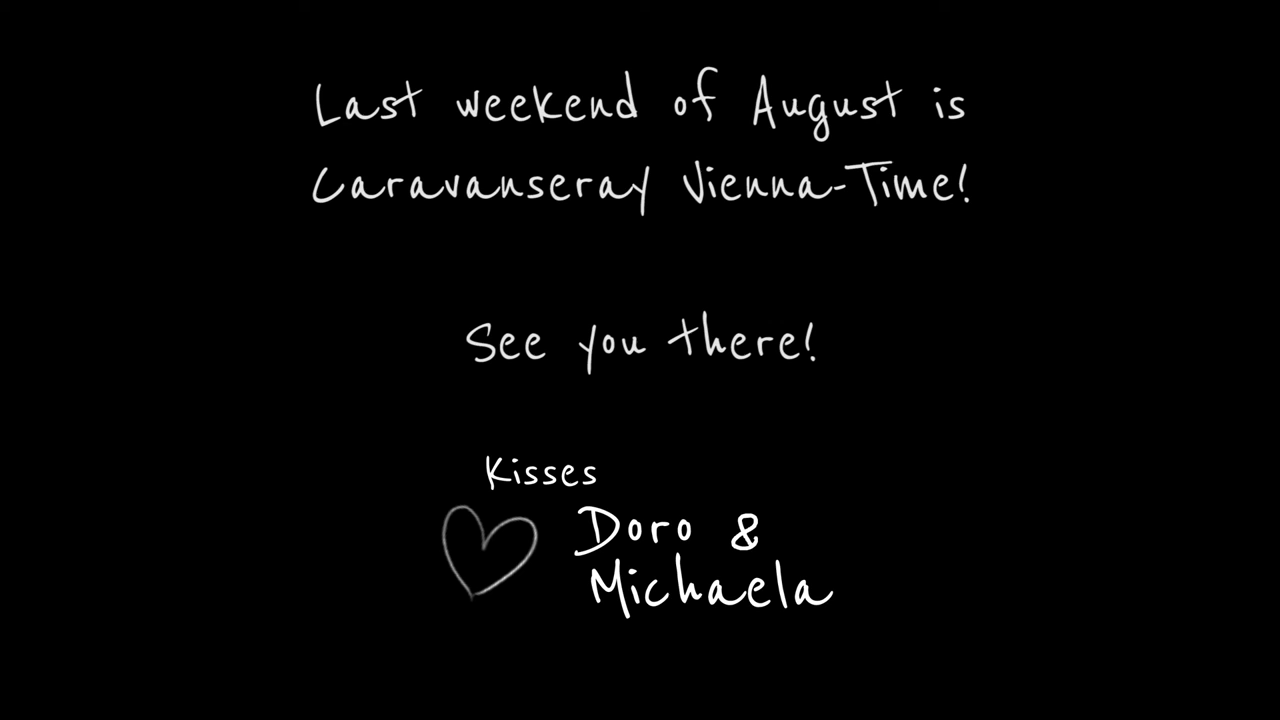 Last weekend of August is
Caravanseray Vienna-Time!
See you there!
Kisses
Doro &
Michaela